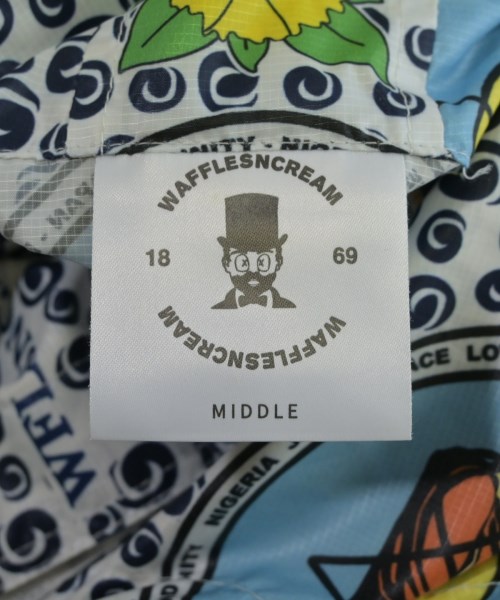 WAFFLESNCREAM
18 69
WAFFLESNCREAM
MIDDLE
NIGERIA
ACE LO